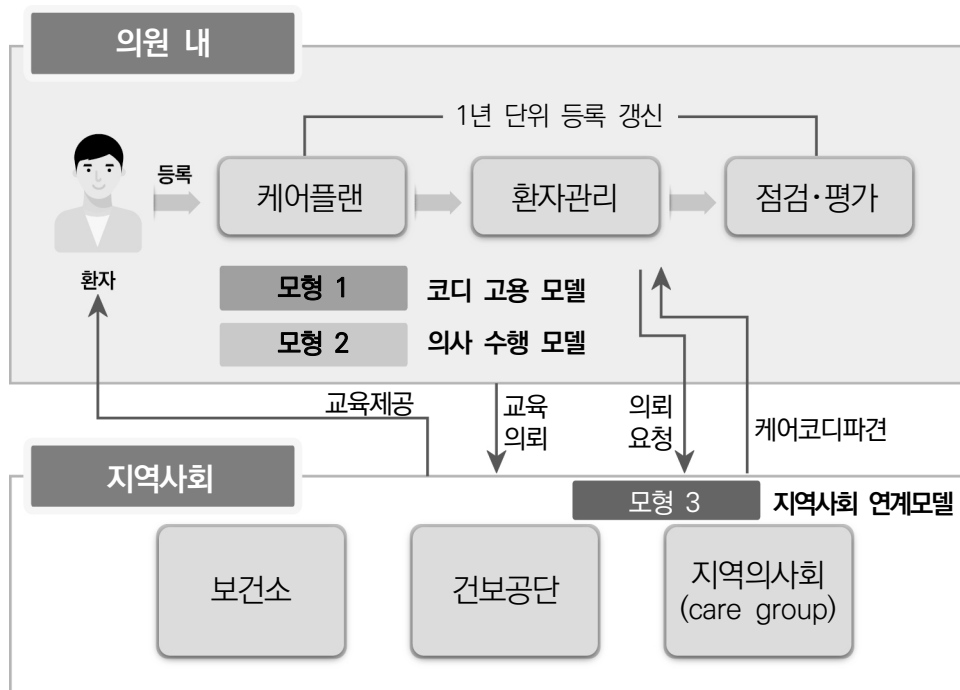 의원 내
1년 단위 등록 갱신
등록
케어플랜
환자관리
점검·평가
환자
모형 1
코디 고용 모델
모형 2
의사 수행 모델
교육제공
교육
의뢰
의뢰
요청
케어코디파견
지역사회
모형 3
지역사회 연계모델
보건소
건보공단
지역의사회
(care group)